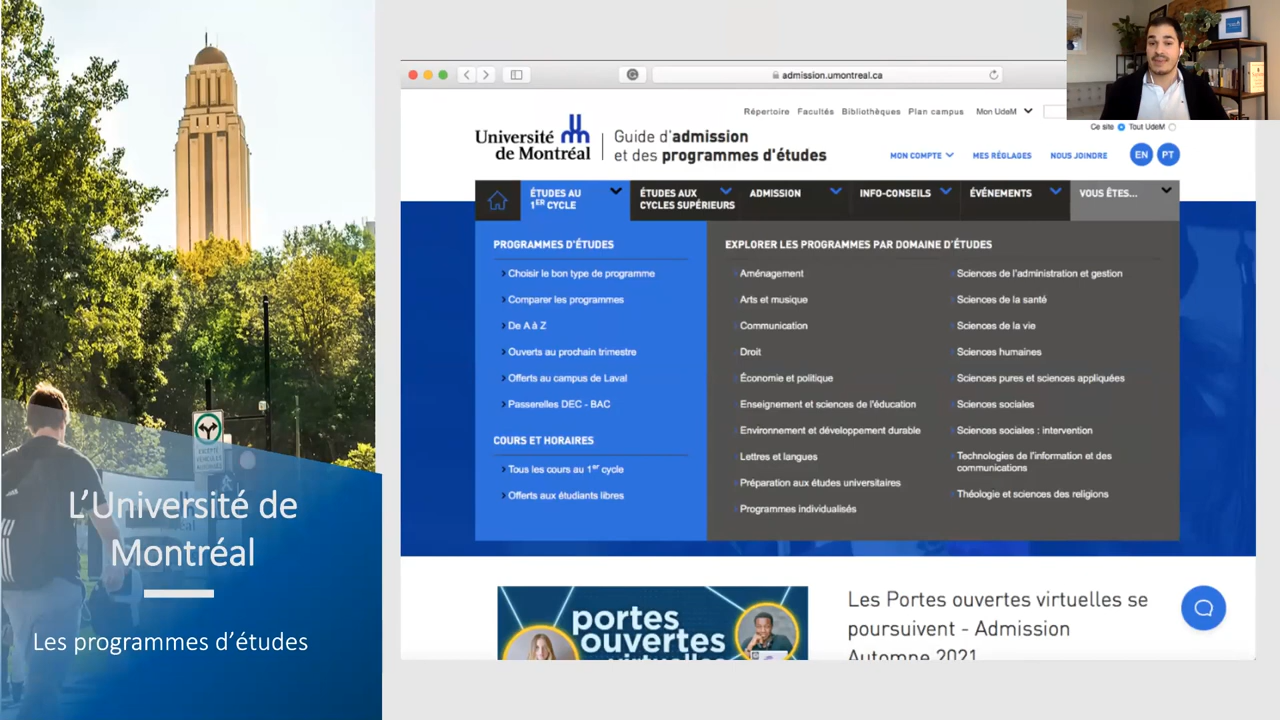 L'Université de
Montréal
Les programmes d'études
admission.umontreal.ca
Répertoire Facultés Bibliothèques Plan campus Mon UdeM
Ce site Tout UdeM
Université
de Montréal
Guide d'admission
et des programmes d'études
MON COMPTE MES RÉGLAGES NOUS JOINDRE EN PT
ÉTUDES AU
1ER CYCLE
ÉTUDES AUX
CYCLES SUPÉRIEURS
ADMISSION
INFO-CONSEILS
ÉVÉNEMENTS
VOUS ÊTES...
PROGRAMMES D'ÉTUDES
Choisir le bon type de programme
Comparer les programmes
De A à Z
Ouverts au prochain trimestre
Offerts au campus de Laval
Passerelles DEC - BAC
COURS ET HORAIRES
Tous les cours au 1er cycle
Offerts aux étudiants libres
EXPLORER LES PROGRAMMES PAR DOMAINE D'ÉTUDES
Aménagement
Arts et musique
Communication
Droit
Économie et politique
Enseignement et sciences de l'éducation
Environnement et développement durable
Lettres et langues
Préparation aux études universitaires
Programmes individualisés
Sciences de l'administration et gestion
Sciences de la santé
Sciences de la vie
Sciences humaines
Sciences pures et sciences appliquées
Sciences sociales
Sciences sociales : intervention
Technologies de l'information et des
communications
Théologie et sciences des religions
portes
ouvertes
virtuelles
Les Portes ouvertes virtuelles se
poursuivent - Admission
Automne 2021